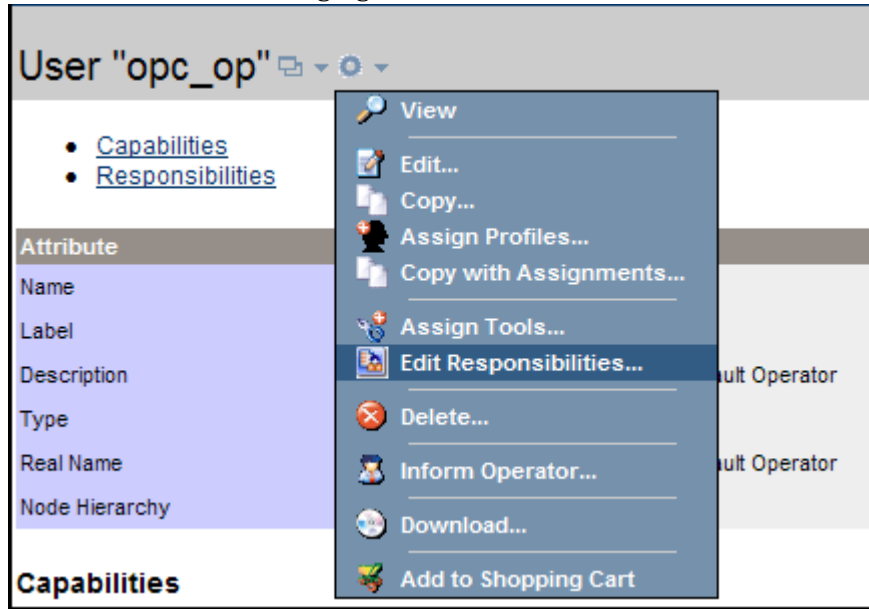 User "opc_op"
View
Capabilities
Responsibilities
Edit...
Copy...
Assign Profiles...
Copy with Assignments...
Assign Tools...
Edit Responsibilities...
Delete...
Inform Operator...
Download...
Add to Shopping Cart
Attribute
Name
Label
Description
ult Operator
Type
Real Name
ult Operator
Node Hierarchy
Capabilities